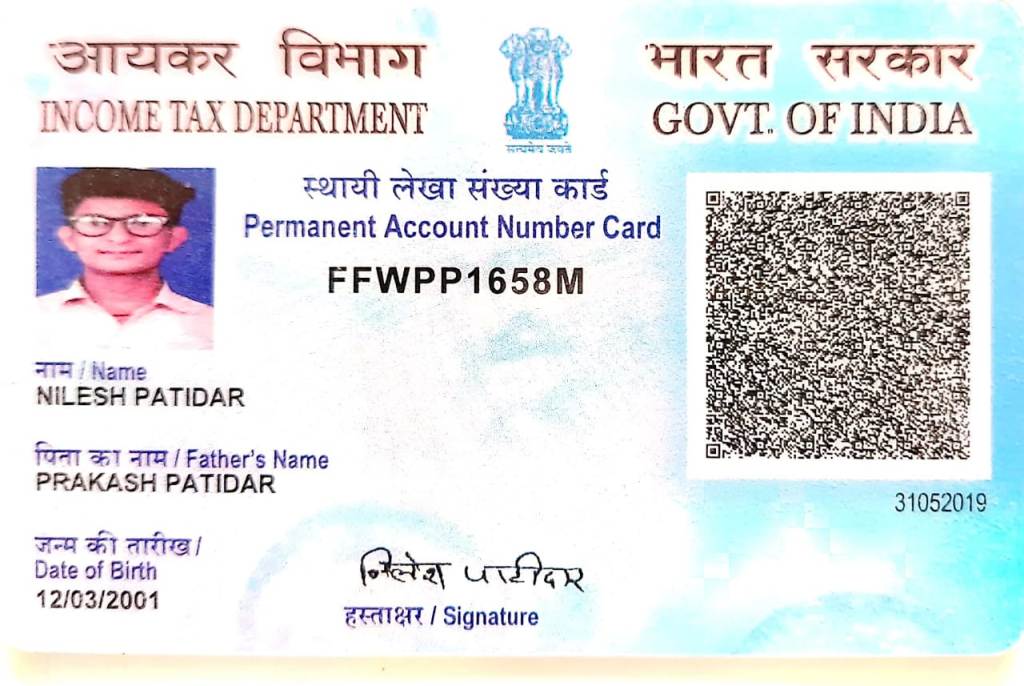 आयकर विभाग
INCOME TAX DEPARTMENT
भारत सरकार
GOVT. OF INDIA
सत्यमेव जयते
स्थायी लेखा संख्या कार्ड
Permanent Account Number Card
FFWPP1658M
नाम / Name
NILESH PATIDAR
पिता का नाम / Father's Name
PRAKASH PATIDAR
जन्म की तारीख /
Date of Birth
12/03/2001
निलेश पाटीदार
हस्ताक्षर / Signature
31052019